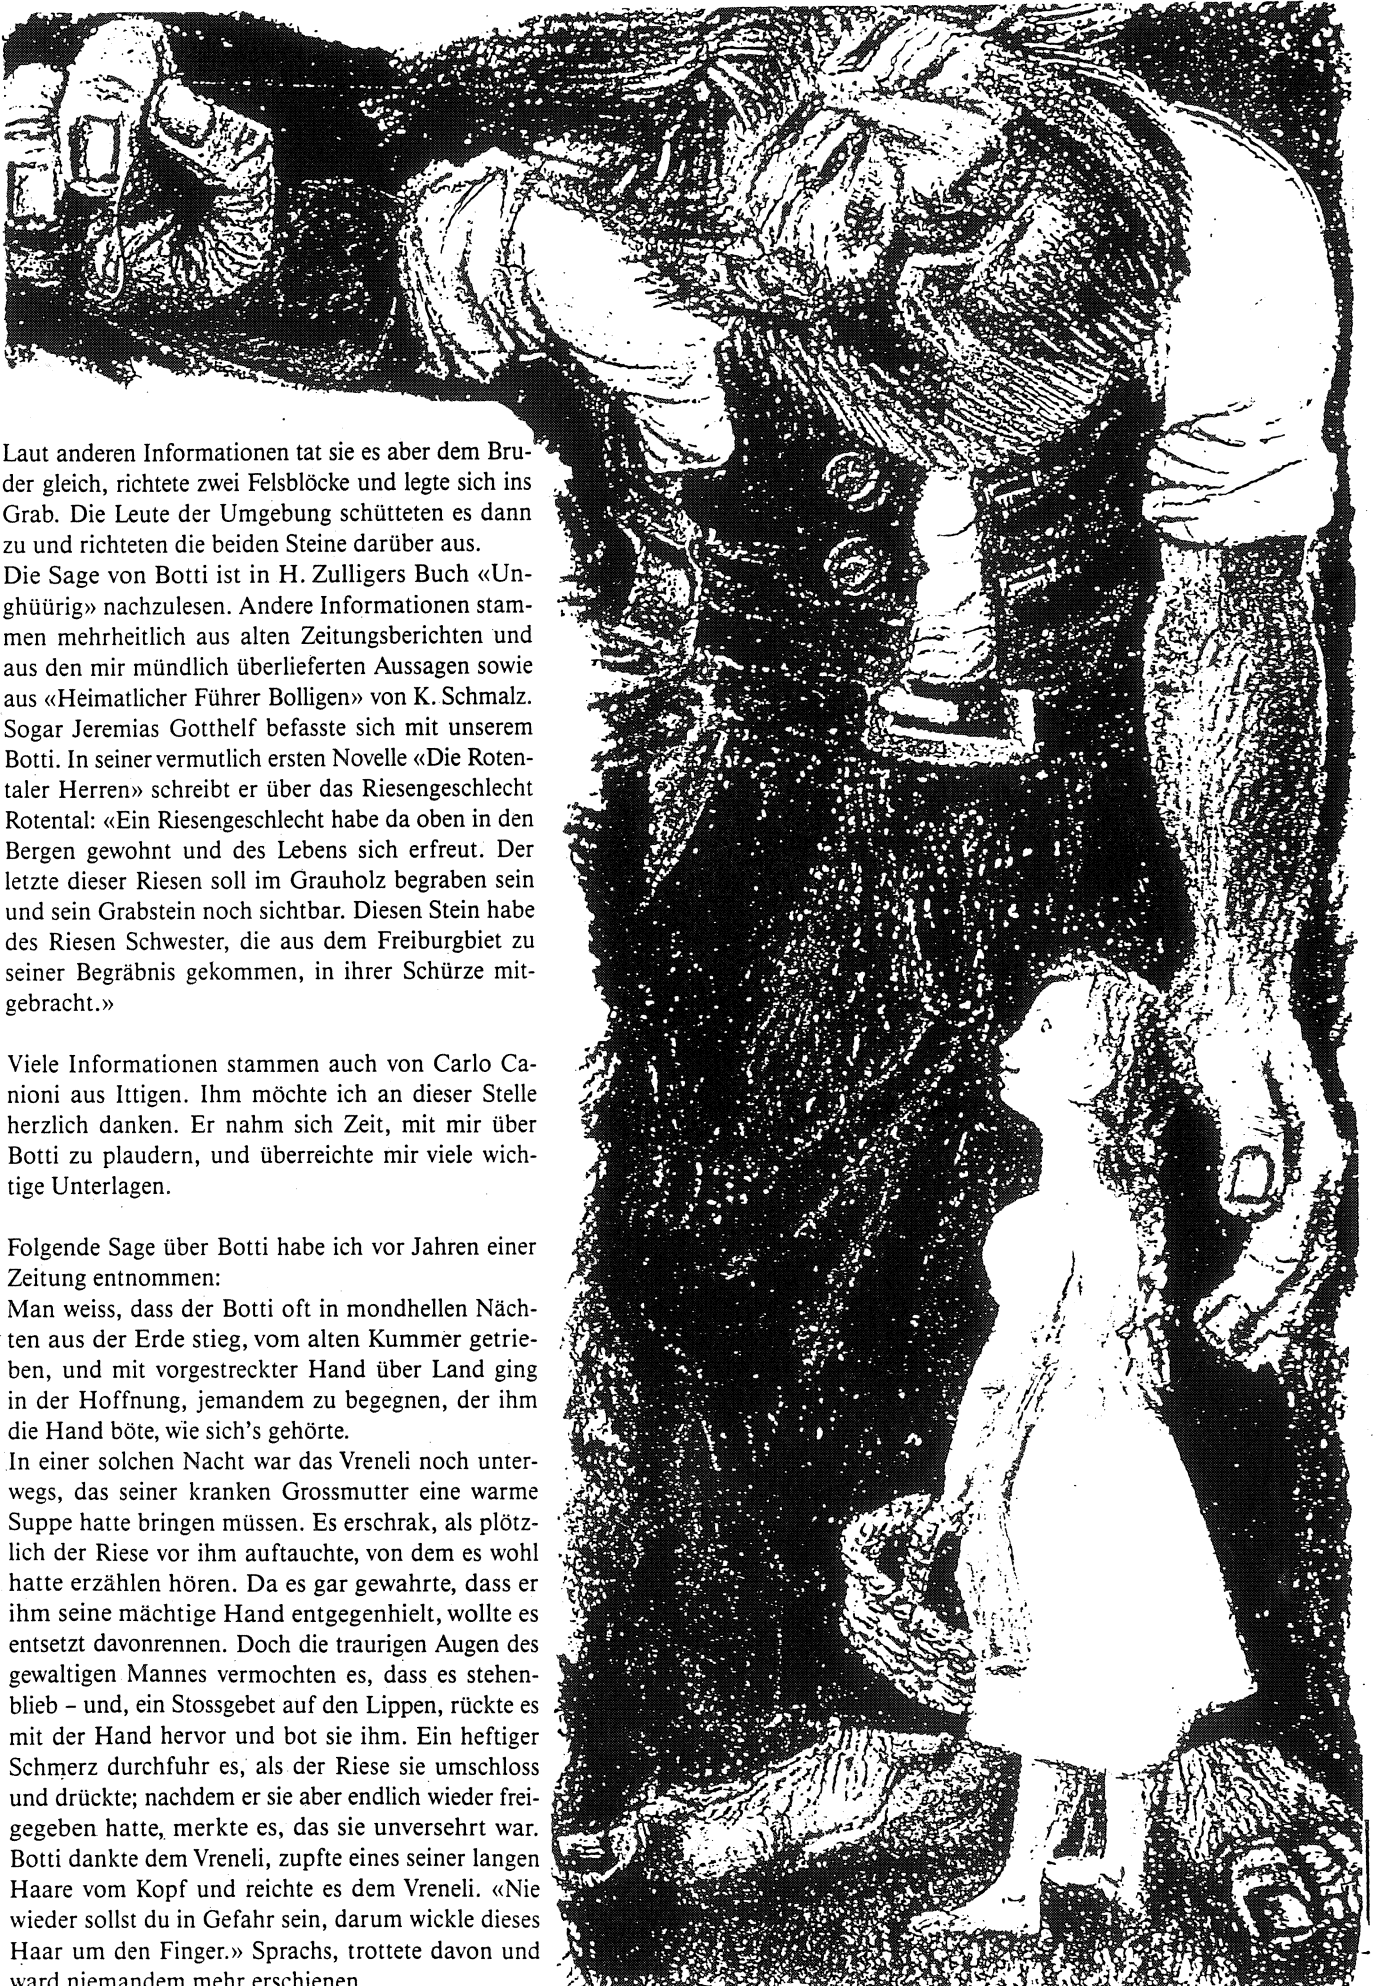 Laut anderen Informationen tat sie es aber dem Bru-
der gleich, richtete zwei Felsblöcke und legte sich ins
Grab. Die Leute der Umgebung schütteten es dann
zu und richteten die beiden Steine darüber aus.
Die Sage von Botti ist in H. Zulligers Buch «Un-
ghüürig» nachzulesen. Andere Informationen stam-
men mehrheitlich aus alten Zeitungsberichten und
aus den mir mündlich überlieferten Aussagen sowie
aus «Heimatlicher Führer Bolligen» von K. Schmalz.
Sogar Jeremias Gotthelf befasste sich mit unserem
Botti. In seiner vermutlich ersten Novelle «Die Roten-
taler Herren» schreibt er über das Riesengeschlecht
Rotental: «Ein Riesengeschlecht habe da oben in den
Bergen gewohnt und des Lebens sich erfreut. Der
letzte dieser Riesen soll im Grauholz begraben sein
und sein Grabstein noch sichtbar. Diesen Stein habe
des Riesen Schwester, die aus dem Freiburgbiet zu
seiner Begräbnis gekommen, in ihrer Schürze mit-
gebracht.»
Viele Informationen stammen auch von Carlo Ca-
nioni aus Ittigen. Ihm möchte ich an dieser Stelle
herzlich danken. Er nahm sich Zeit, mit mir über
Botti zu plaudern, und überreichte mir viele wich-
tige Unterlagen.
Folgende Sage über Botti habe ich vor Jahren einer
Zeitung entnommen:
Man weiss, dass der Botti oft in mondhellen Näch-
ten aus der Erde stieg, vom alten Kummer getrie-
ben, und mit vorgestreckter Hand über Land ging
in der Hoffnung, jemandem zu begegnen, der ihm
die Hand böte, wie sich's gehörte.
In einer solchen Nacht war das Vreneli noch unter-
wegs, das seiner kranken Grossmutter eine warme
Suppe hatte bringen müssen. Es erschrak, als plötz-
lich der Riese vor ihm auftauchte, von dem es wohl
hatte erzählen hören. Da es gar gewahrte, dass er
ihm seine mächtige Hand entgegenhielt, wollte es
entsetzt davonrennen. Doch die traurigen Augen des
gewaltigen Mannes vermochten es, dass es stehen-
blieb – und, ein Stossgebet auf den Lippen, rückte es
mit der Hand hervor und bot sie ihm. Ein heftiger
Schmerz durchfuhr es, als der Riese sie umschloss
und drückte; nachdem er sie aber endlich wieder frei-
gegeben hatte, merkte es, das sie unversehrt war.
Botti dankte dem Vreneli, zupfte eines seiner langen
Haare vom Kopf und reichte es dem Vreneli. «Nie
wieder sollst du in Gefahr sein, darum wickle dieses
Haar um den Finger.» Sprachs, trottete davon und
ward niemandem mehr erschienen